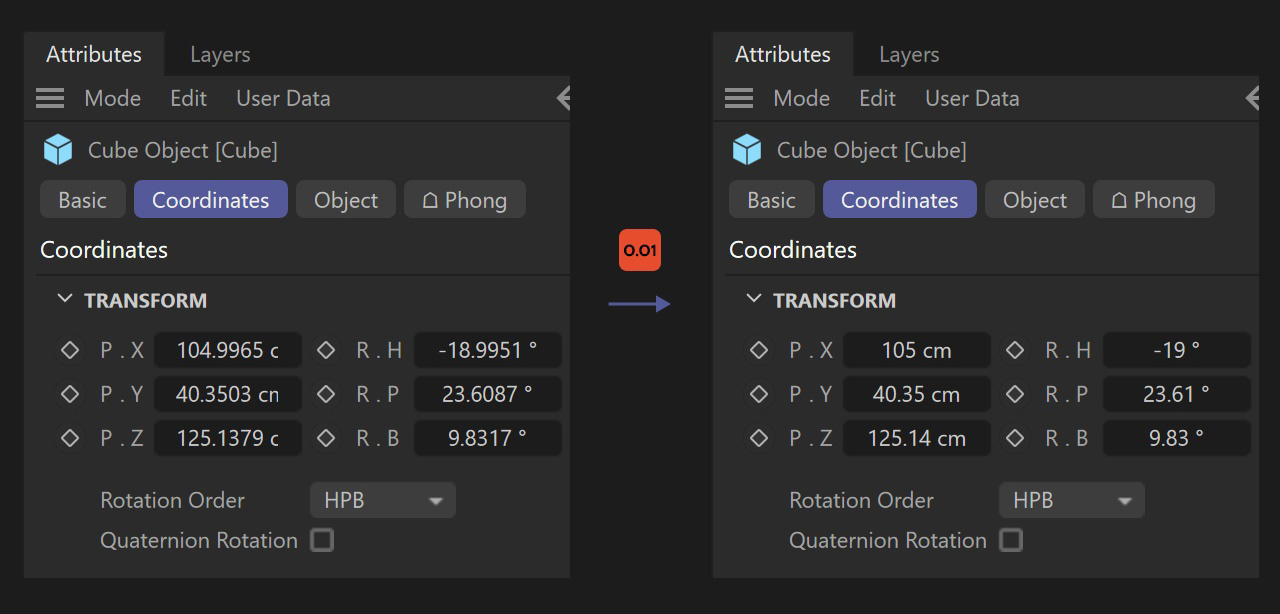 Attributes Layers
Mode Edit User Data
Cube Object [Cube]
Basic Coordinates Object Phong
Coordinates
TRANSFORM
P . X 104.9965 c R . H -18.9951 °
P . Y 40.3503 cm R . P 23.6087 °
P . Z 125.1379 c R . B 9.8317 °
Rotation Order HPB
Quaternion Rotation
0.01
Attributes Layers
Mode Edit User Data
Cube Object [Cube]
Basic Coordinates Object Phong
Coordinates
TRANSFORM
P . X 105 cm R . H -19 °
P . Y 40.35 cm R . P 23.61 °
P . Z 125.14 cm R . B 9.83 °
Rotation Order HPB
Quaternion Rotation